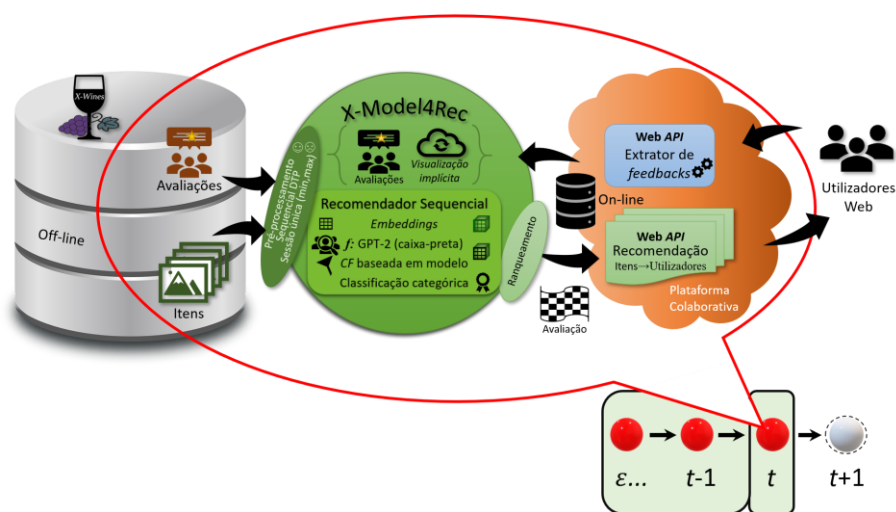 X-Wines
Avaliações
Off-line
Itens
Pré-processamento
Sequencial DTP
Sessão única (min,max)
X-Model4Rec
Avaliações
Visualização
implícita
Recomendador Sequencial
Embeddings
f: GPT-2 (caixa-preta)
CF baseada em modelo
Classificação categórica
Ranqueamento
Avaliação
Web API
Extrator de
feedbacks
On-line
Web API
Recomendação
Itens→Utilizadores
Plataforma
Colaborativa
Utilizadores
Web
ε...
t-1
t
t+1